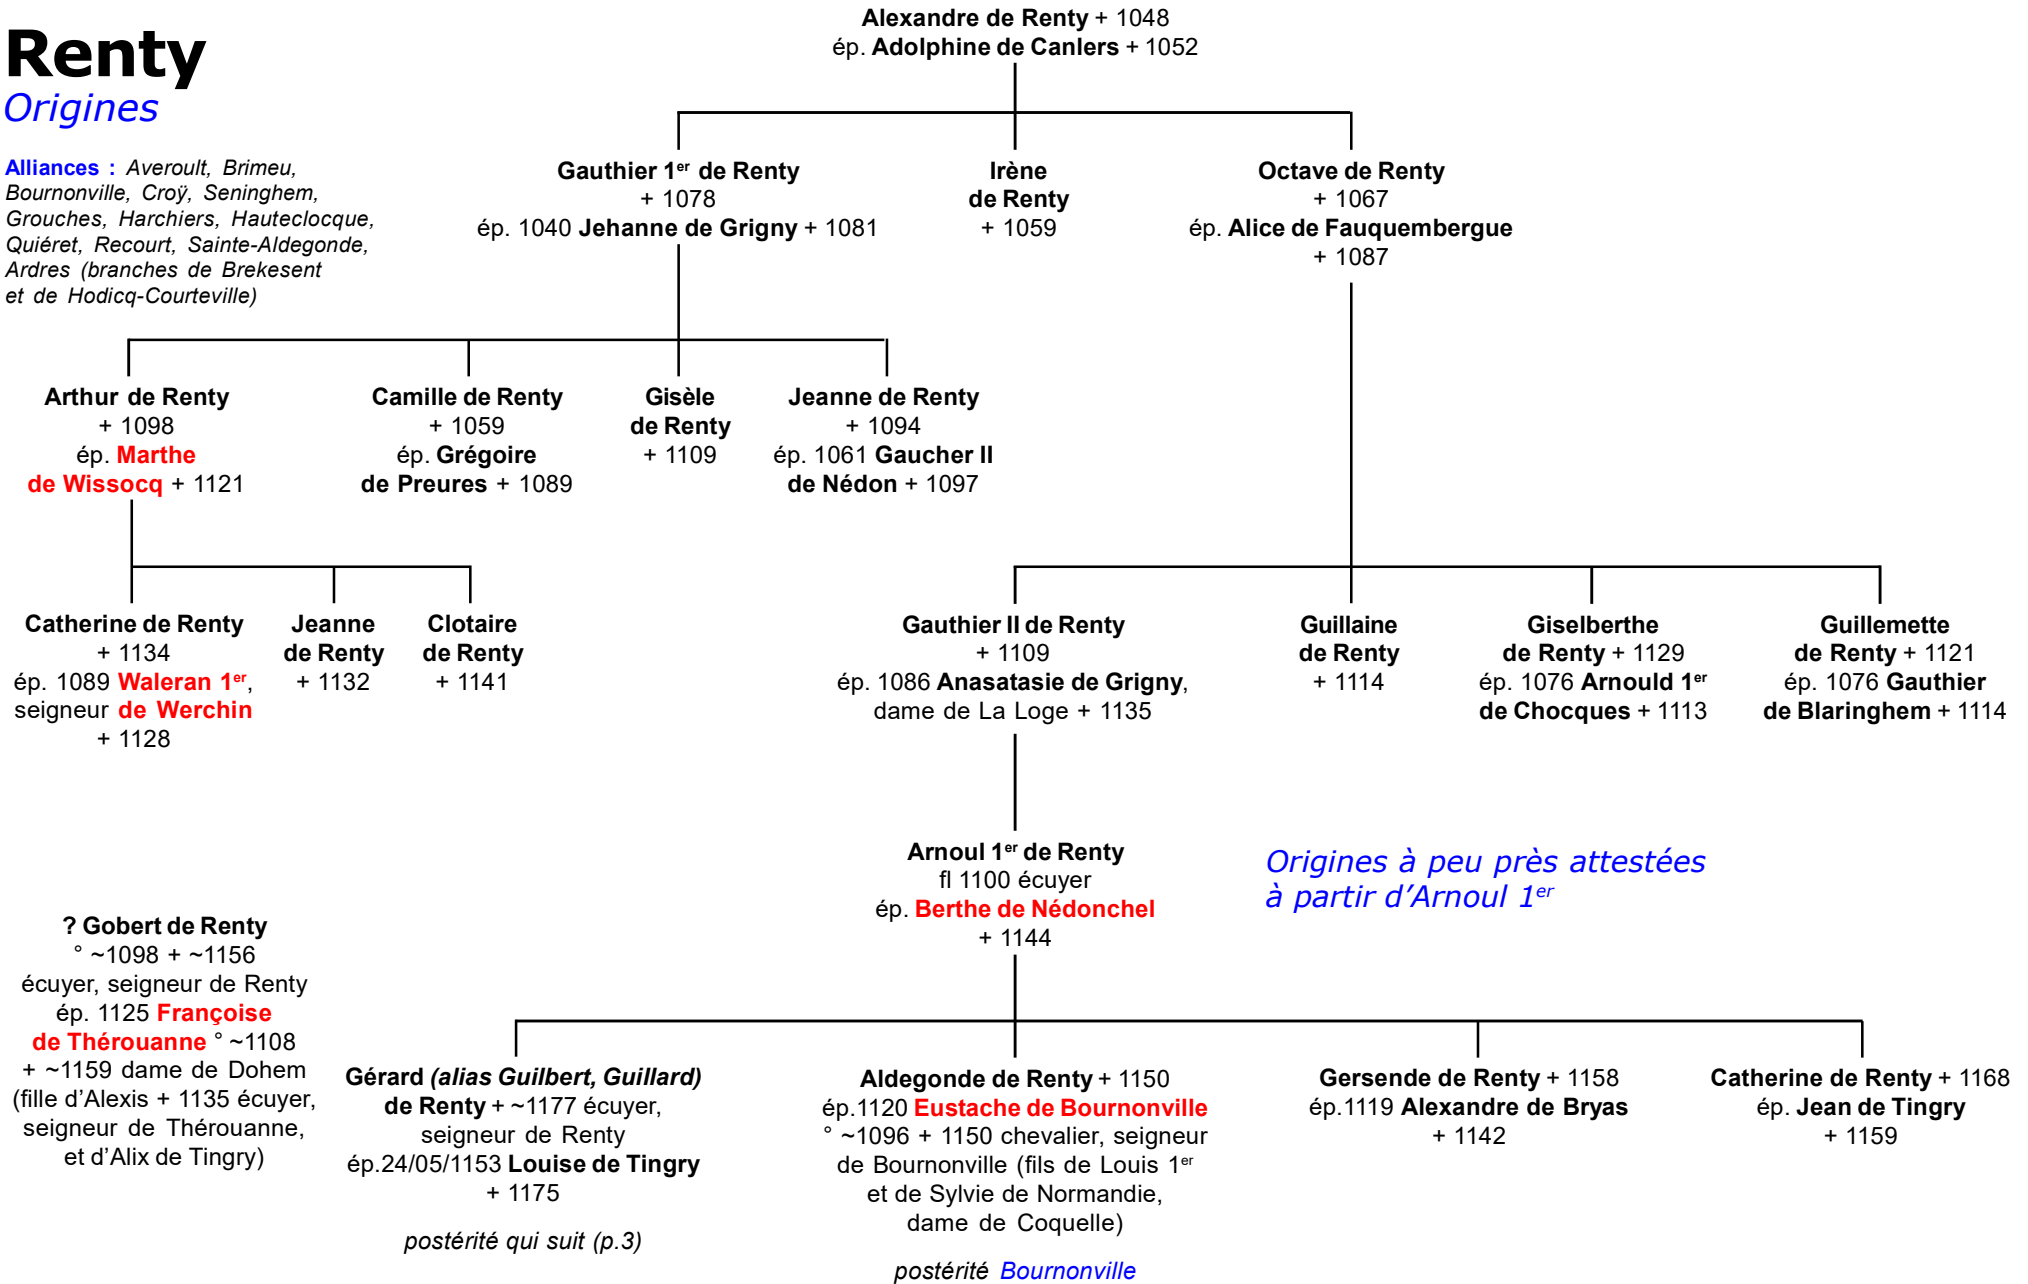 Renty
Origines
Alliances : Averoult, Brimeu,
Bournonville, Croÿ, Seninghem,
Grouches, Harchiers, Hauteclocque,
Quiéret, Recourt, Sainte-Aldegonde,
Ardres (branches de Brekesent
et de Hodicq-Courteville)
Alexandre de Renty + 1048
ép. Adolphine de Canlers + 1052
Gauthier 1er de Renty
+ 1078
ép. 1040 Jehanne de Grigny + 1081
Irène
de Renty
+ 1059
Octave de Renty
+ 1067
ép. Alice de Fauquembergue
+ 1087
Arthur de Renty
+ 1098
ép. Marthe
de Wissocq + 1121
Camille de Renty
+ 1059
ép. Grégoire
de Preures + 1089
Gisèle
de Renty
+ 1109
Jeanne de Renty
+ 1094
ép. 1061 Gaucher II
de Nédon + 1097
Catherine de Renty
+ 1134
ép. 1089 Waleran 1er,
seigneur de Werchin
+ 1128
Jeanne
de Renty
+ 1132
Clotaire
de Renty
+ 1141
Gauthier II de Renty
+ 1109
ép. 1086 Anasatasie de Grigny,
dame de La Loge + 1135
Guillaine
de Renty
+ 1114
Giselberthe
de Renty + 1129
ép. 1076 Arnould 1er
de Chocques + 1113
Guillemette
de Renty + 1121
ép. 1076 Gauthier
de Blaringhem + 1114
Arnoul 1er de Renty
fl 1100 écuyer
ép. Berthe de Nédonchel
+ 1144
Origines à peu près attestées
à partir d'Arnoul 1er
? Gobert de Renty
° ~1098 + ~1156
écuyer, seigneur de Renty
ép. 1125 Françoise
de Thérouanne ° ~1108
+ ~1159 dame de Dohem
(fille d'Alexis + 1135 écuyer,
seigneur de Thérouanne,
et d'Alix de Tingry)
Gérard (alias Guilbert, Guillard)
de Renty + ~1177 écuyer,
seigneur de Renty
ép.24/05/1153 Louise de Tingry
+ 1175
postérité qui suit (p.3)
Aldegonde de Renty + 1150
ép.1120 Eustache de Bournonville
° ~1096 + 1150 chevalier, seigneur
de Bournonville (fils de Louis 1er
et de Sylvie de Normandie,
dame de Coquelle)
postérité Bournonville
Gersende de Renty + 1158
ép.1119 Alexandre de Bryas
+ 1142
Catherine de Renty + 1168
ép. Jean de Tingry
+ 1159